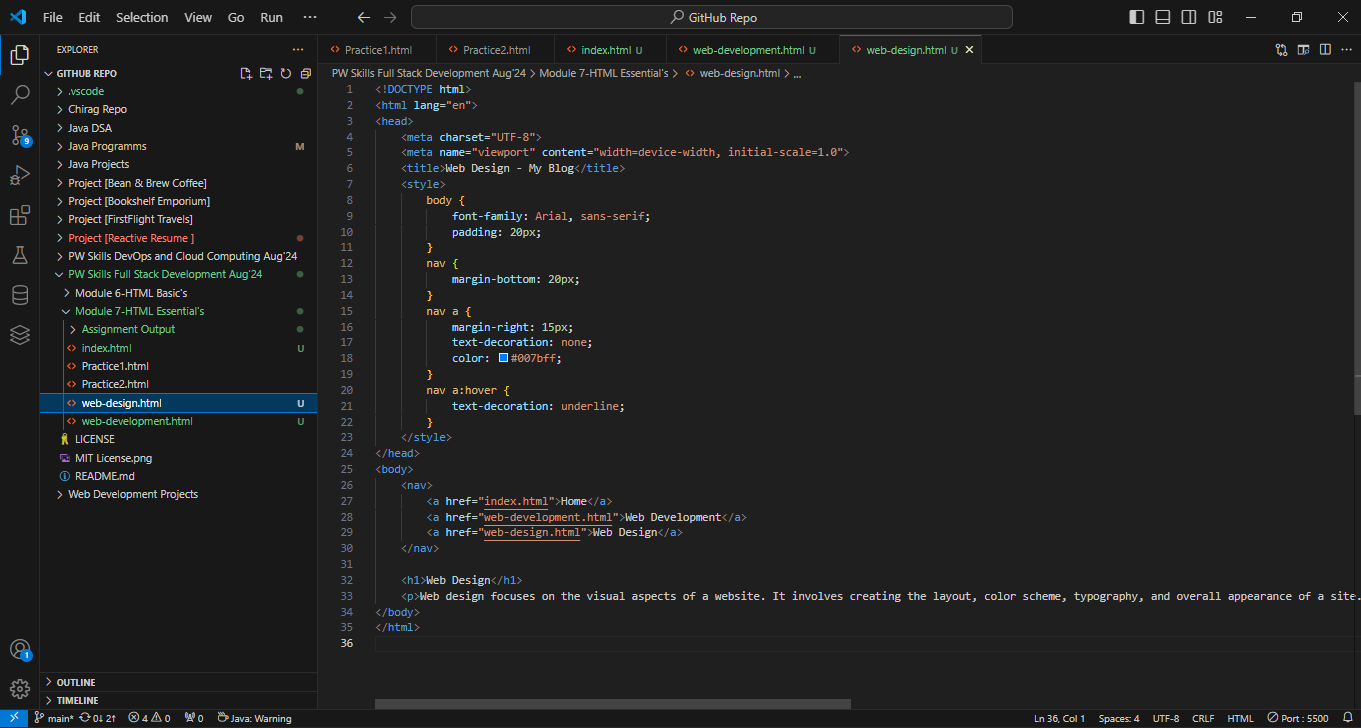 File Edit Selection View Go Run ··· GitHub Repo
EXPLORER ···
GITHUB REPO
.vscode
Chirag Repo
Java DSA
Java Programms M
Java Projects
Project [Bean & Brew Coffee]
Project [Bookshelf Emporium]
Project [FirstFlight Travels]
Project [Reactive Resume ]
PW Skills DevOps and Cloud Computing Aug'24
PW Skills Full Stack Development Aug'24
Module 6-HTML Basic's
Module 7-HTML Essential's
Assignment Output
index.html U
Practice1.html
Practice2.html
web-design.html U
web-development.html U
LICENSE
MIT License.png
README.md
Web Development Projects
OUTLINE
TIMELINE
9
1
Practice1.html Practice2.html index.html U web-development.html U web-design.html U
PW Skills Full Stack Development Aug'24 > Module 7-HTML Essential's > web-design.html > ...
1 <!DOCTYPE html>
2 <html lang="en">
3 <head>
4 <meta charset="UTF-8">
5 <meta name="viewport" content="width=device-width, initial-scale=1.0">
6 <title>Web Design - My Blog</title>
7 <style>
8 body {
9 font-family: Arial, sans-serif;
10 padding: 20px;
11 }
12 nav {
13 margin-bottom: 20px;
14 }
15 nav a {
16 margin-right: 15px;
17 text-decoration: none;
18 color: #007bff;
19 }
20 nav a:hover {
21 text-decoration: underline;
22 }
23 </style>
24 </head>
25 <body>
26 <nav>
27 <a href="index.html">Home</a>
28 <a href="web-development.html">Web Development</a>
29 <a href="web-design.html">Web Design</a>
30 </nav>
31
32 <h1>Web Design</h1>
33 <p>Web design focuses on the visual aspects of a website. It involves creating the layout, color scheme, typography, and overall appearance of a site.
34 </body>
35 </html>
36
main* 0↓ 2↑ 4 0 0 Java: Warning Ln 36, Col 1 Spaces: 4 UTF-8 CRLF HTML Port : 5500